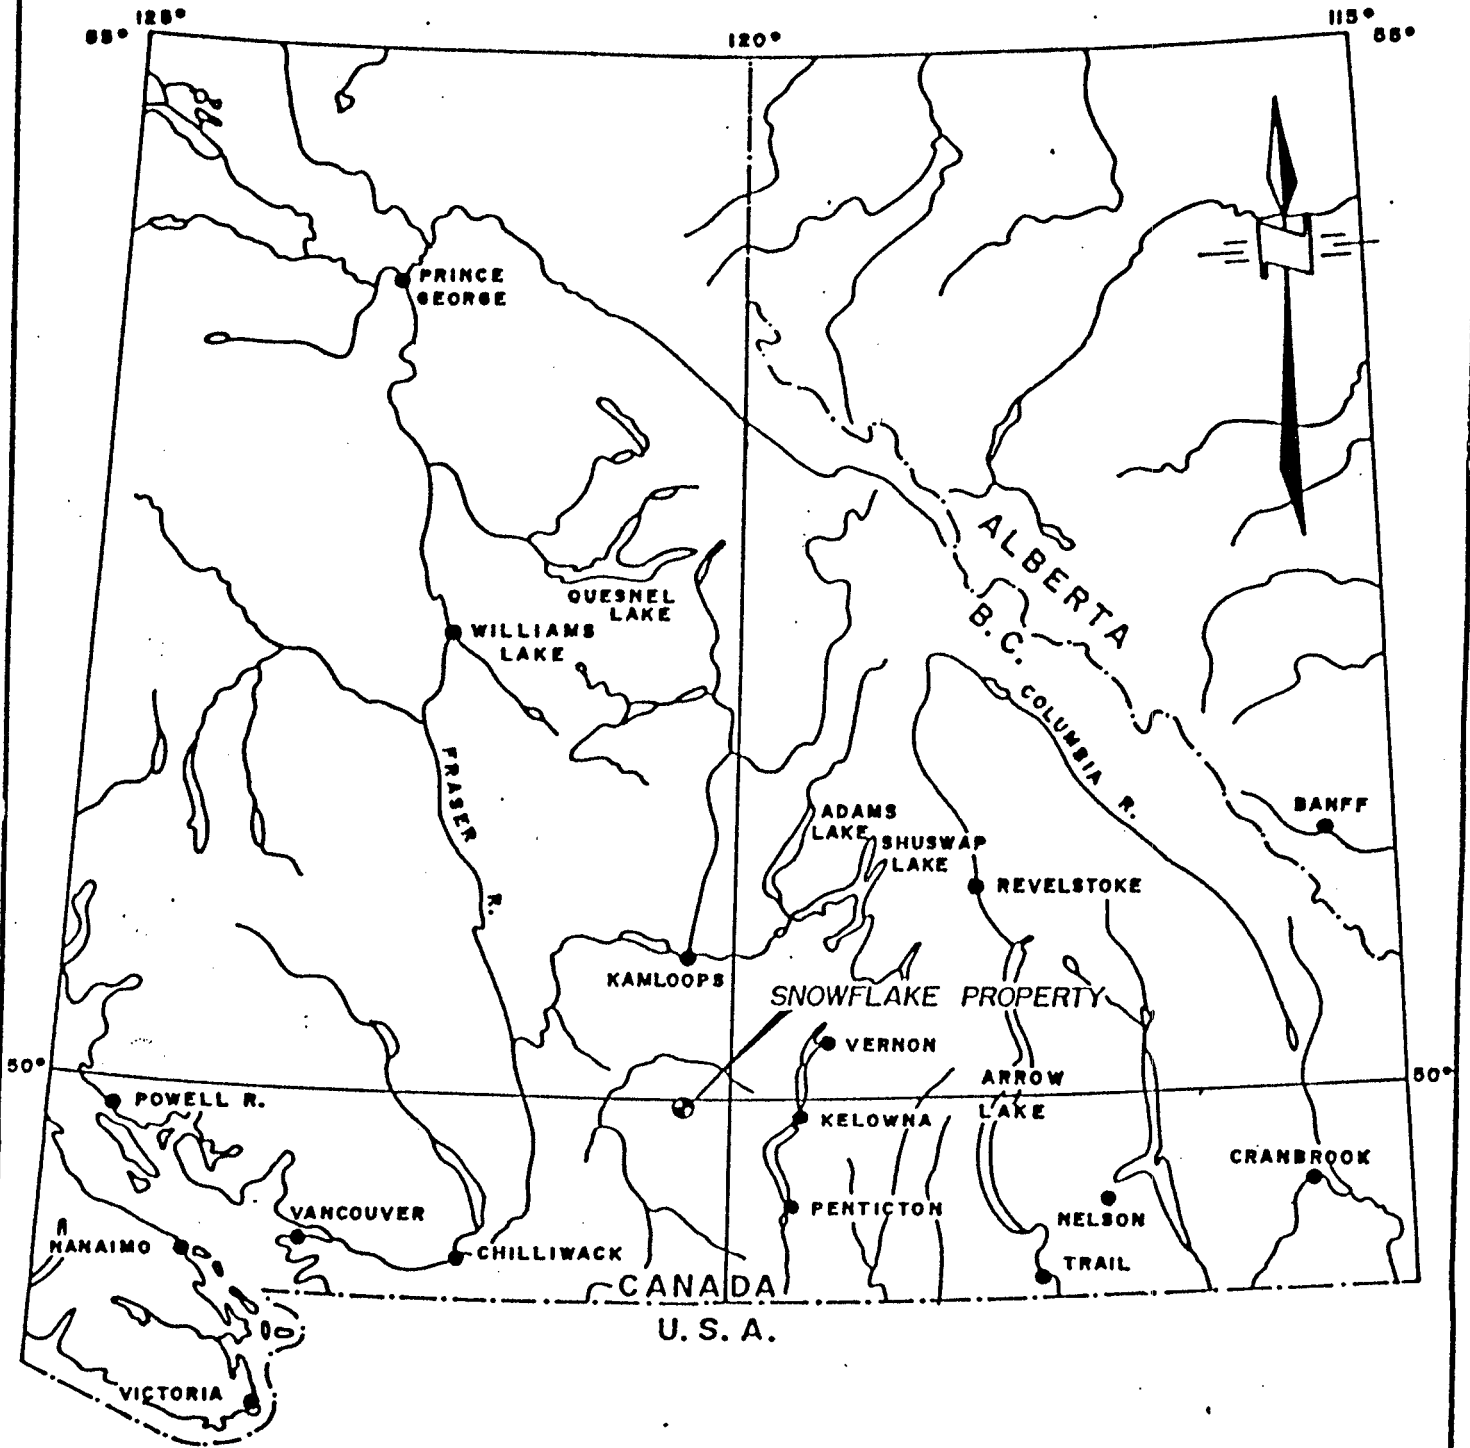 125°
55°
120°
115°
55°
PRINCE
GEORGE
QUESNEL
LAKE
WILLIAMS
LAKE
ALBERTA
B.C.
COLUMBIA R.
FRASER R.
BANFF
ADAMS
LAKE
SHUSWAP
LAKE
REVELSTOKE
KAMLOOPS
SNOWFLAKE PROPERTY
VERNON
50°
50°
POWELL R.
ARROW
LAKE
KELOWNA
CRANBROOK
PENTICTON
NELSON
VANCOUVER
NANAIMO
CHILLIWACK
TRAIL
CANADA
U.S.A.
VICTORIA